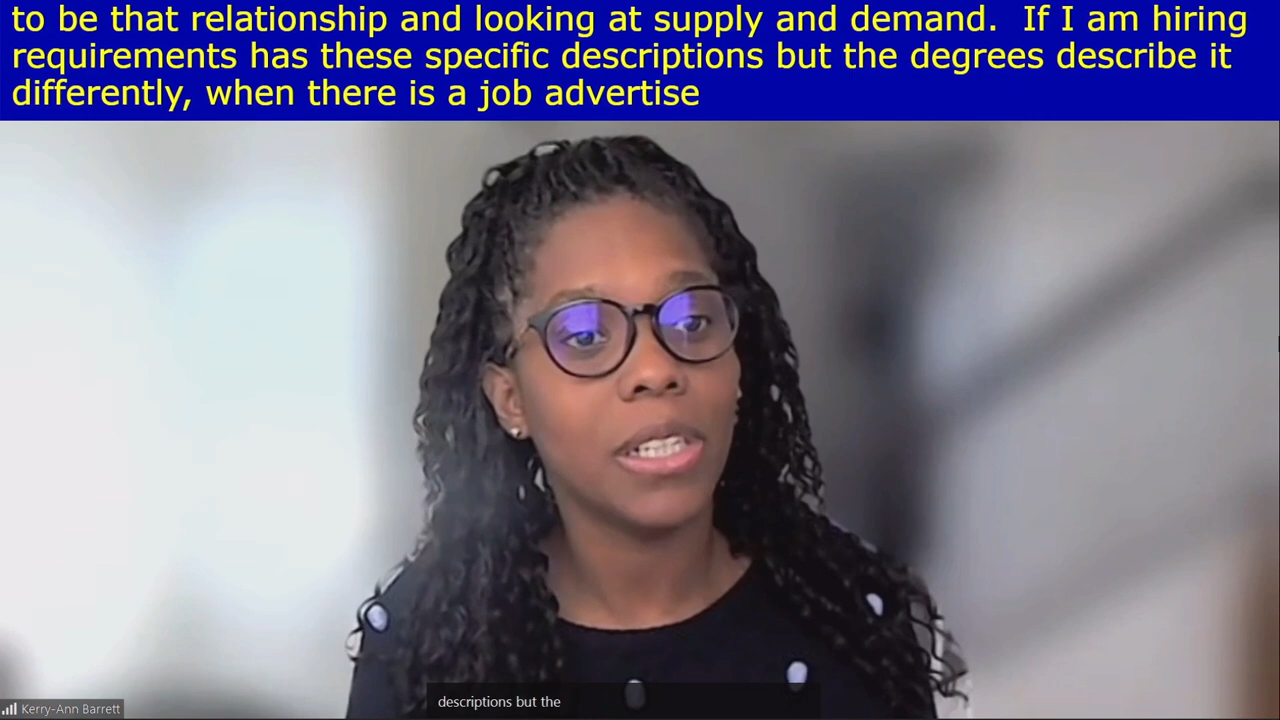 to be that relationship and looking at supply and demand.  If I am hiring
requirements has these specific descriptions but the degrees describe it
differently, when there is a job advertise
descriptions but the
Kerry-Ann Barrett